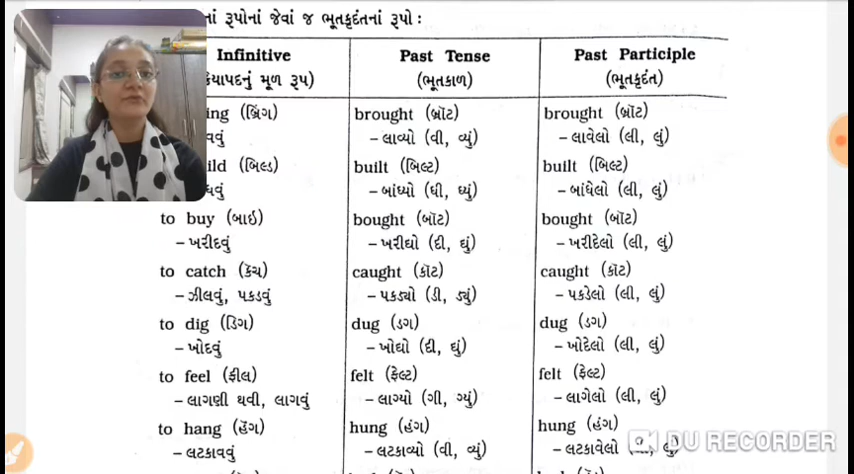 નાં રૂપોનાં જેવાં જ ભૂતકૃદંતનાં રૂપો :
Infinitive Past Tense Past Participle
યાપદનું મૂળ રૂપ) (ભૂતકાળ) (ભૂતકૃદંત)
ing (બ્રિંગ) brought (બ્રૉટ) brought (બ્રૉટ)
વવું – લાવ્યો (વી, વ્યું) – લાવેલો (લી, લું)
ild (બિલ્ડ) built (બિલ્ટ) built (બિલ્ટ)
ધવું – બાંધ્યો (ધી, ધ્યું) – બાંધેલો (લી, લું)
to buy (બાઇ) bought (બૉટ) bought (બૉટ)
– ખરીદવું – ખરીદ્યો (દી, દ્યું) – ખરીદેલો (લી, લું)
to catch (કૅચ) caught (કૉટ) caught (કૉટ)
– ઝીલવું, પકડવું – પકડ્યો (ડી, ડ્યું) – પકડેલો (લી, લું)
to dig (ડિગ) dug (ડગ) dug (ડગ)
– ખોદવું – ખોદ્યો (દી, દ્યું) – ખોદેલો (લી, લું)
to feel (ફીલ) felt (ફેલ્ટ) felt (ફેલ્ટ)
– લાગણી થવી, લાગવું – લાગ્યો (ગી, ગ્યું) – લાગેલો (લી, લું)
to hang (હૅંગ) hung (હંગ) hung (હંગ)
– લટકાવવું – લટકાવ્યો (વી, વ્યું) – લટકાવેલો લું)
DU RECORDER